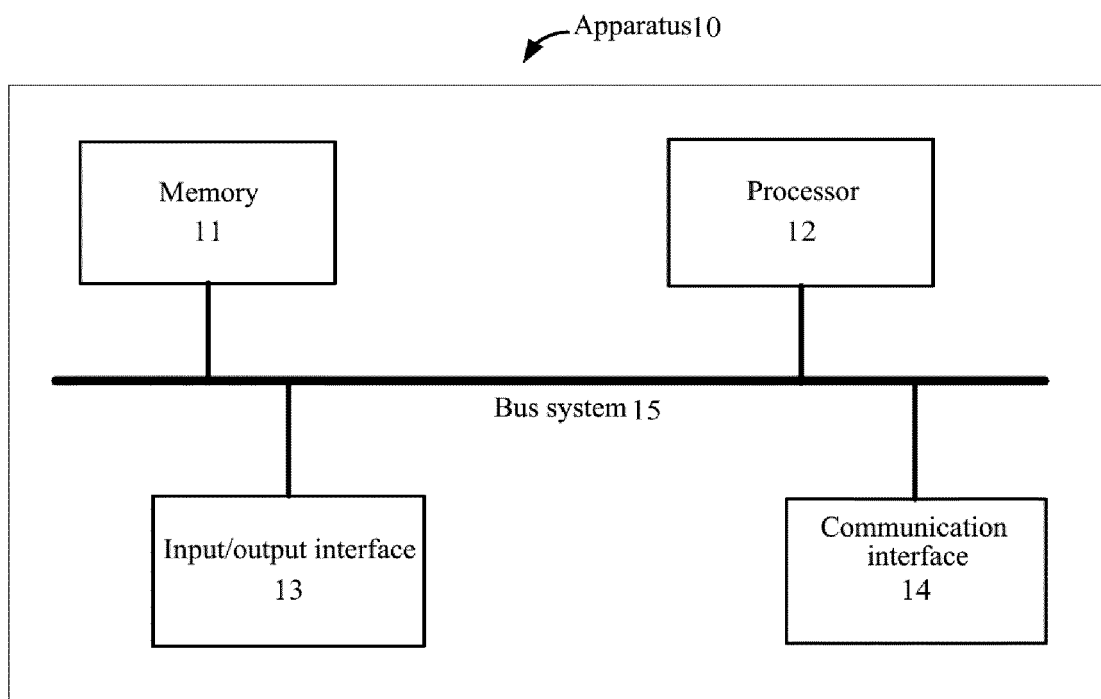 Apparatus10
Memory
11
Processor
12
Bus system 15
Input/output interface
13
Communication
interface
14